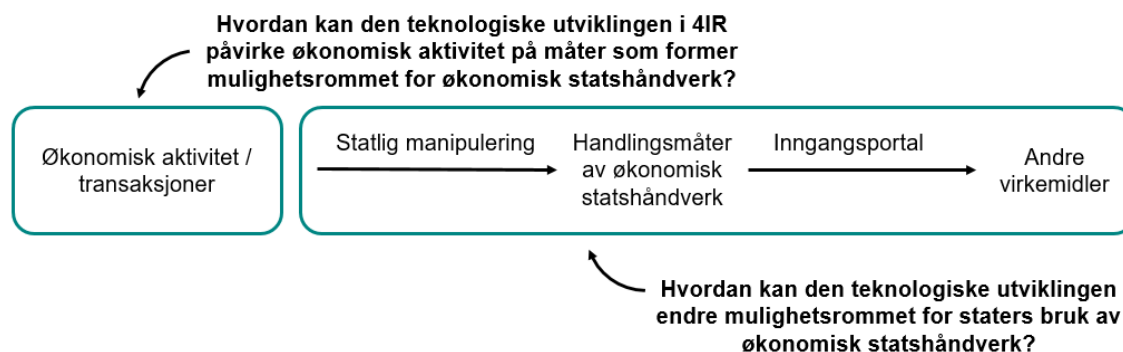 Hvordan kan den teknologiske utviklingen i 4IR
påvirke økonomisk aktivitet på måter som former
mulighetsrommet for økonomisk statshåndverk?
Økonomisk aktivitet /
transaksjoner
Statlig manipulering
Handlingsmåter
av økonomisk
statshåndverk
Inngangsportal
Andre
virkemidler
Hvordan kan den teknologiske utviklingen
endre mulighetsrommet for staters bruk av
økonomisk statshåndverk?